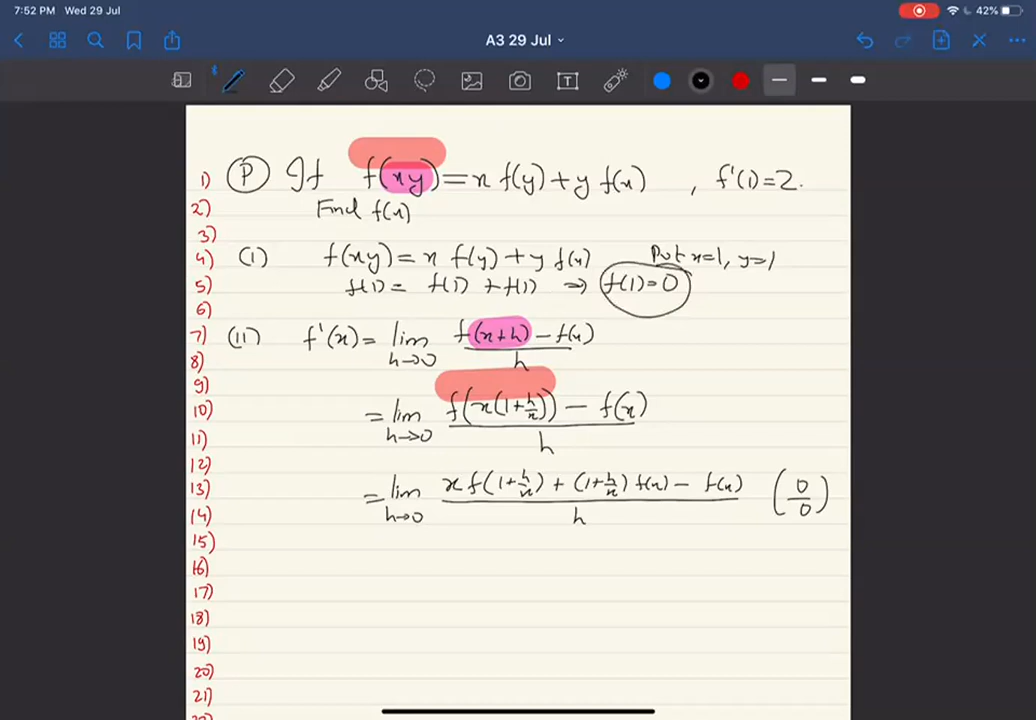 7:52 PM Wed 29 Jul
42%
A3 29 Jul
1) (P) If f(xy) = x f(y) + y f(x) , f'(1) = 2.
2) Find f(x)
3)
4) (I) f(xy) = x f(y) + y f(x) Put x=1, y=1
5) f(1) = f(1) + f(1) ⇒ f(1) = 0
6)
7) (II) f'(x) = lim f(x+h) - f(x)
8) h→0 h
9)
10) = lim f(x(1+h/x)) - f(x)
11) h→0 h
12)
13) = lim x f(1+h/x) + (1+h/x) f(x) - f(x) (0/0)
14) h→0 h
15)
16)
17)
18)
19)
20)
21)